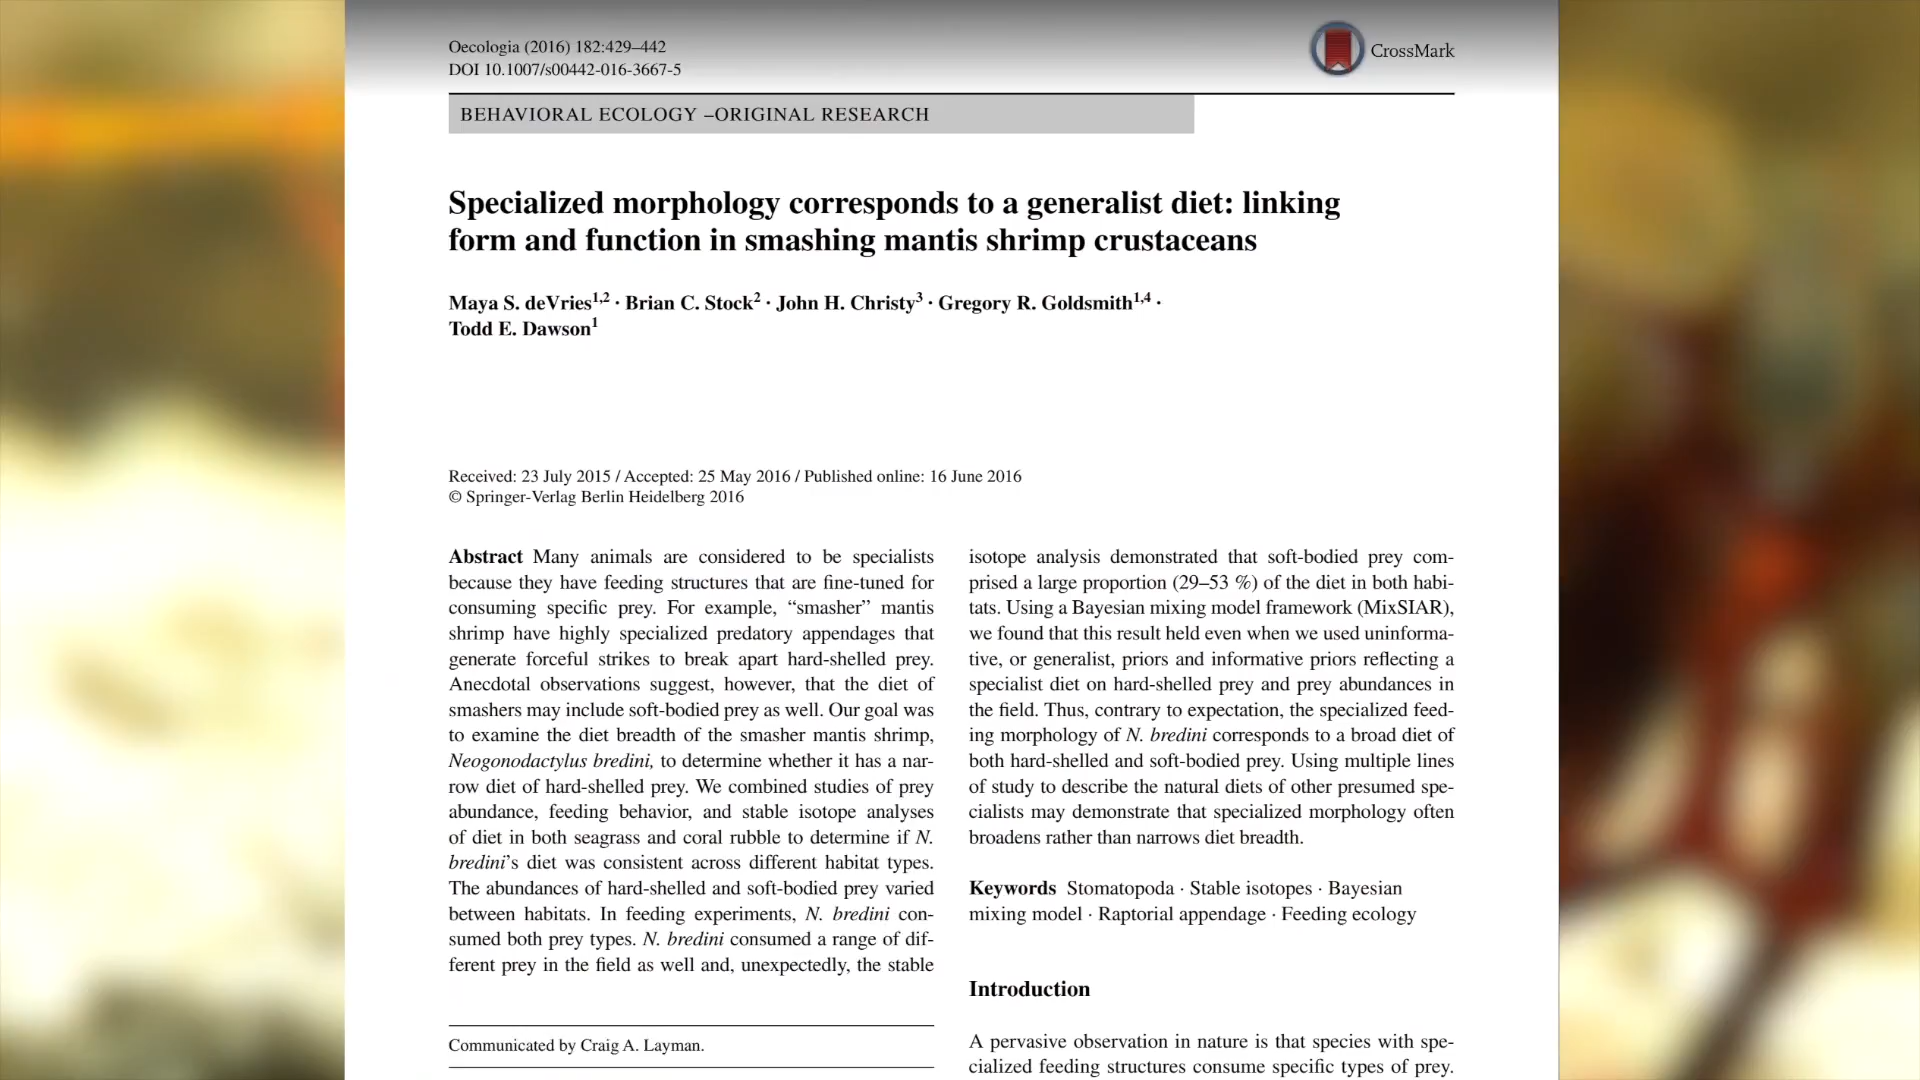 Oecologia (2016) 182:429–442
DOI 10.1007/s00442-016-3667-5
CrossMark
BEHAVIORAL ECOLOGY –ORIGINAL RESEARCH
Specialized morphology corresponds to a generalist diet: linking
form and function in smashing mantis shrimp crustaceans
Maya S. deVries1,2 · Brian C. Stock2 · John H. Christy3 · Gregory R. Goldsmith1,4 ·
Todd E. Dawson1
Received: 23 July 2015 / Accepted: 25 May 2016 / Published online: 16 June 2016
© Springer-Verlag Berlin Heidelberg 2016
Abstract Many animals are considered to be specialists
because they have feeding structures that are fine-tuned for
consuming specific prey. For example, “smasher” mantis
shrimp have highly specialized predatory appendages that
generate forceful strikes to break apart hard-shelled prey.
Anecdotal observations suggest, however, that the diet of
smashers may include soft-bodied prey as well. Our goal was
to examine the diet breadth of the smasher mantis shrimp,
Neogonodactylus bredini, to determine whether it has a nar-
row diet of hard-shelled prey. We combined studies of prey
abundance, feeding behavior, and stable isotope analyses
of diet in both seagrass and coral rubble to determine if N.
bredini’s diet was consistent across different habitat types.
The abundances of hard-shelled and soft-bodied prey varied
between habitats. In feeding experiments, N. bredini con-
sumed both prey types. N. bredini consumed a range of dif-
ferent prey in the field as well and, unexpectedly, the stable
Communicated by Craig A. Layman.
isotope analysis demonstrated that soft-bodied prey com-
prised a large proportion (29–53 %) of the diet in both habi-
tats. Using a Bayesian mixing model framework (MixSIAR),
we found that this result held even when we used uninforma-
tive, or generalist, priors and informative priors reflecting a
specialist diet on hard-shelled prey and prey abundances in
the field. Thus, contrary to expectation, the specialized feed-
ing morphology of N. bredini corresponds to a broad diet of
both hard-shelled and soft-bodied prey. Using multiple lines
of study to describe the natural diets of other presumed spe-
cialists may demonstrate that specialized morphology often
broadens rather than narrows diet breadth.
Keywords Stomatopoda · Stable isotopes · Bayesian
mixing model · Raptorial appendage · Feeding ecology
Introduction
A pervasive observation in nature is that species with spe-
cialized feeding structures consume specific types of prey.